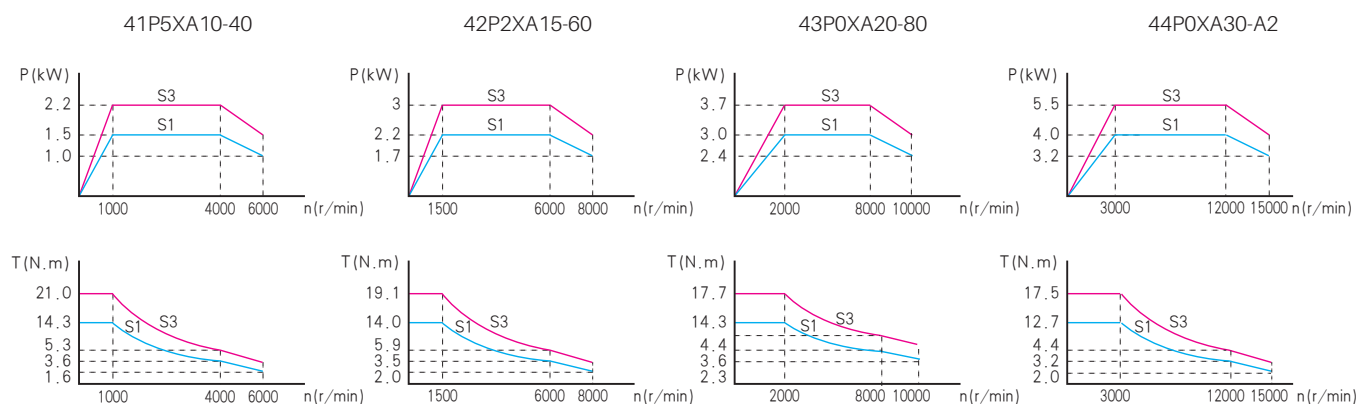 41P5XA10-40
42P2XA15-60
43P0XA20-80
44P0XA30-A2
P(kW)
2.2
1.5
1.0
S3
S1
1000
4000
6000
n(r/min)
P(kW)
3
2.2
1.7
S3
S1
1500
6000
8000
n(r/min)
P(kW)
3.7
3.0
2.4
S3
S1
2000
8000
10000
n(r/min)
P(kW)
5.5
4.0
3.2
S3
S1
3000
12000
15000
n(r/min)
T(N.m)
21.0
14.3
5.3
3.6
1.6
S1
S3
1000
4000
6000
n(r/min)
T(N.m)
19.1
14.0
5.9
3.5
2.0
S1
S3
1500
6000
8000
n(r/min)
T(N.m)
17.7
14.3
4.4
3.6
2.3
S1
S3
2000
8000
10000
n(r/min)
T(N.m)
17.5
12.7
4.4
3.2
2.0
S1
S3
3000
12000
15000
n(r/min)